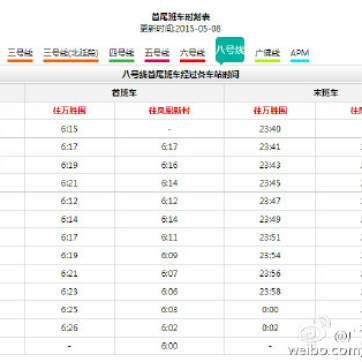 首尾班车时刻表
更新时间:2015-05-08
三号线 三号线(北延段) 四号线 五号线 六号线 八号线 广佛线 APM
八号线首尾班车经过各车站时间
首班车 末班车
往万胜围 往凤凰新村 往万胜围
6:15 - 23:40
6:17 6:17 23:41
6:19 6:16 23:43
6:21 6:14 23:45
6:12 6:12 23:47
6:14 6:14 23:49
6:17 6:11 23:51
6:19 6:09 23:54
6:21 6:07 23:56
6:23 6:06 23:58
6:25 6:03 0:00
6:26 6:02 0:02
- 6:00 -
weibo.com